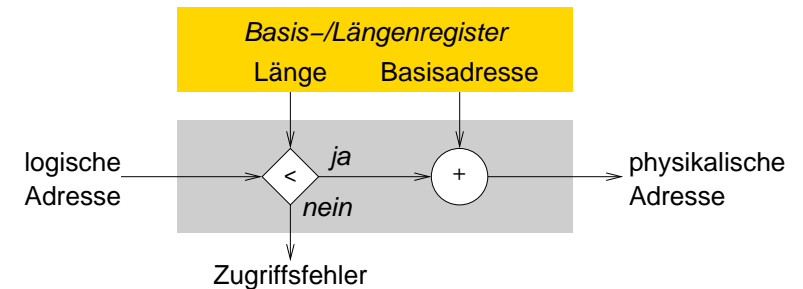 Basis−/Längenregister
Länge Basisadresse
logische
Adresse
<
ja
nein
+
physikalische
Adresse
Zugriffsfehler